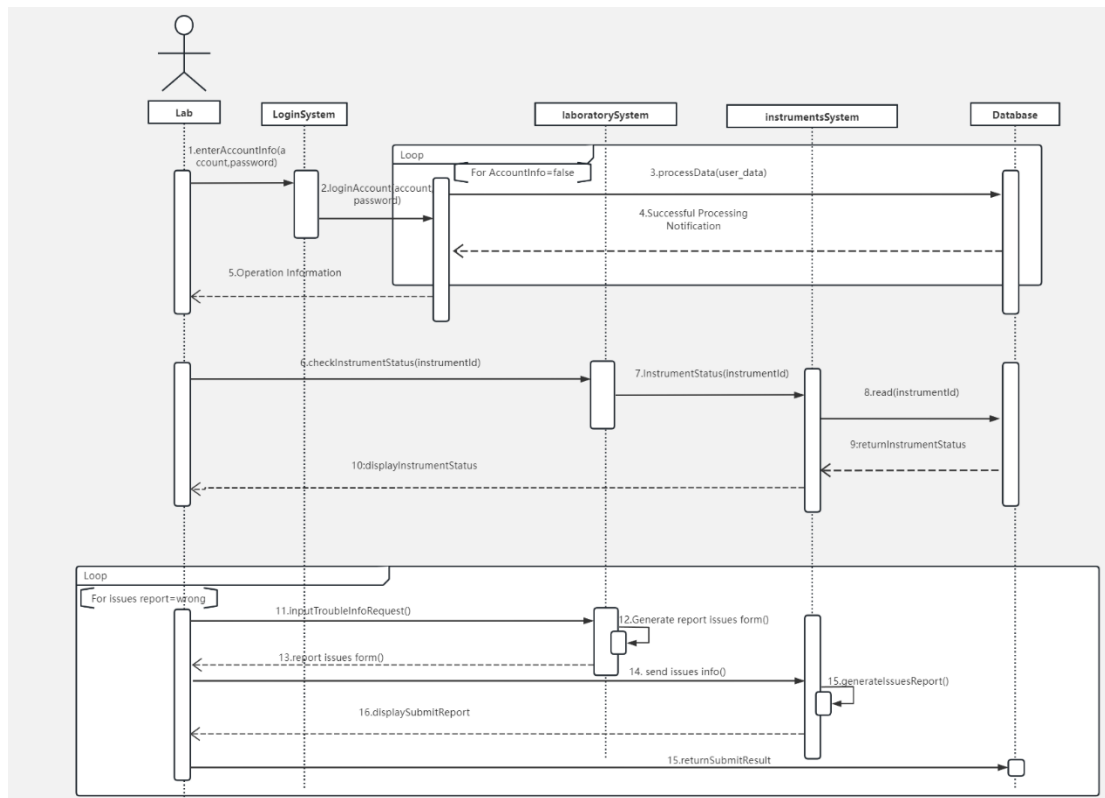 Lab
LoginSystem
laboratorySystem
instrumentsSystem
Database
1.enterAccountInfo(a
ccount,password)
Loop
For AccountInfo=false
2.loginAccount(account,
password)
3.processData(user_data)
4.Successful Processing
Notification
5.Operation Information
6.checkInstrumentStatus(instrumentId)
7.InstrumentStatus(instrumentId)
8.read(instrumentId)
9:returnInstrumentStatus
10:displayInstrumentStatus
Loop
For issues report=wrong
11.inputTroubleInfoRequest()
12.Generate report issues form()
13.report issues form()
14. send issues info()
15.generateIssuesReport()
16.displaySubmitReport
15.returnSubmitResult